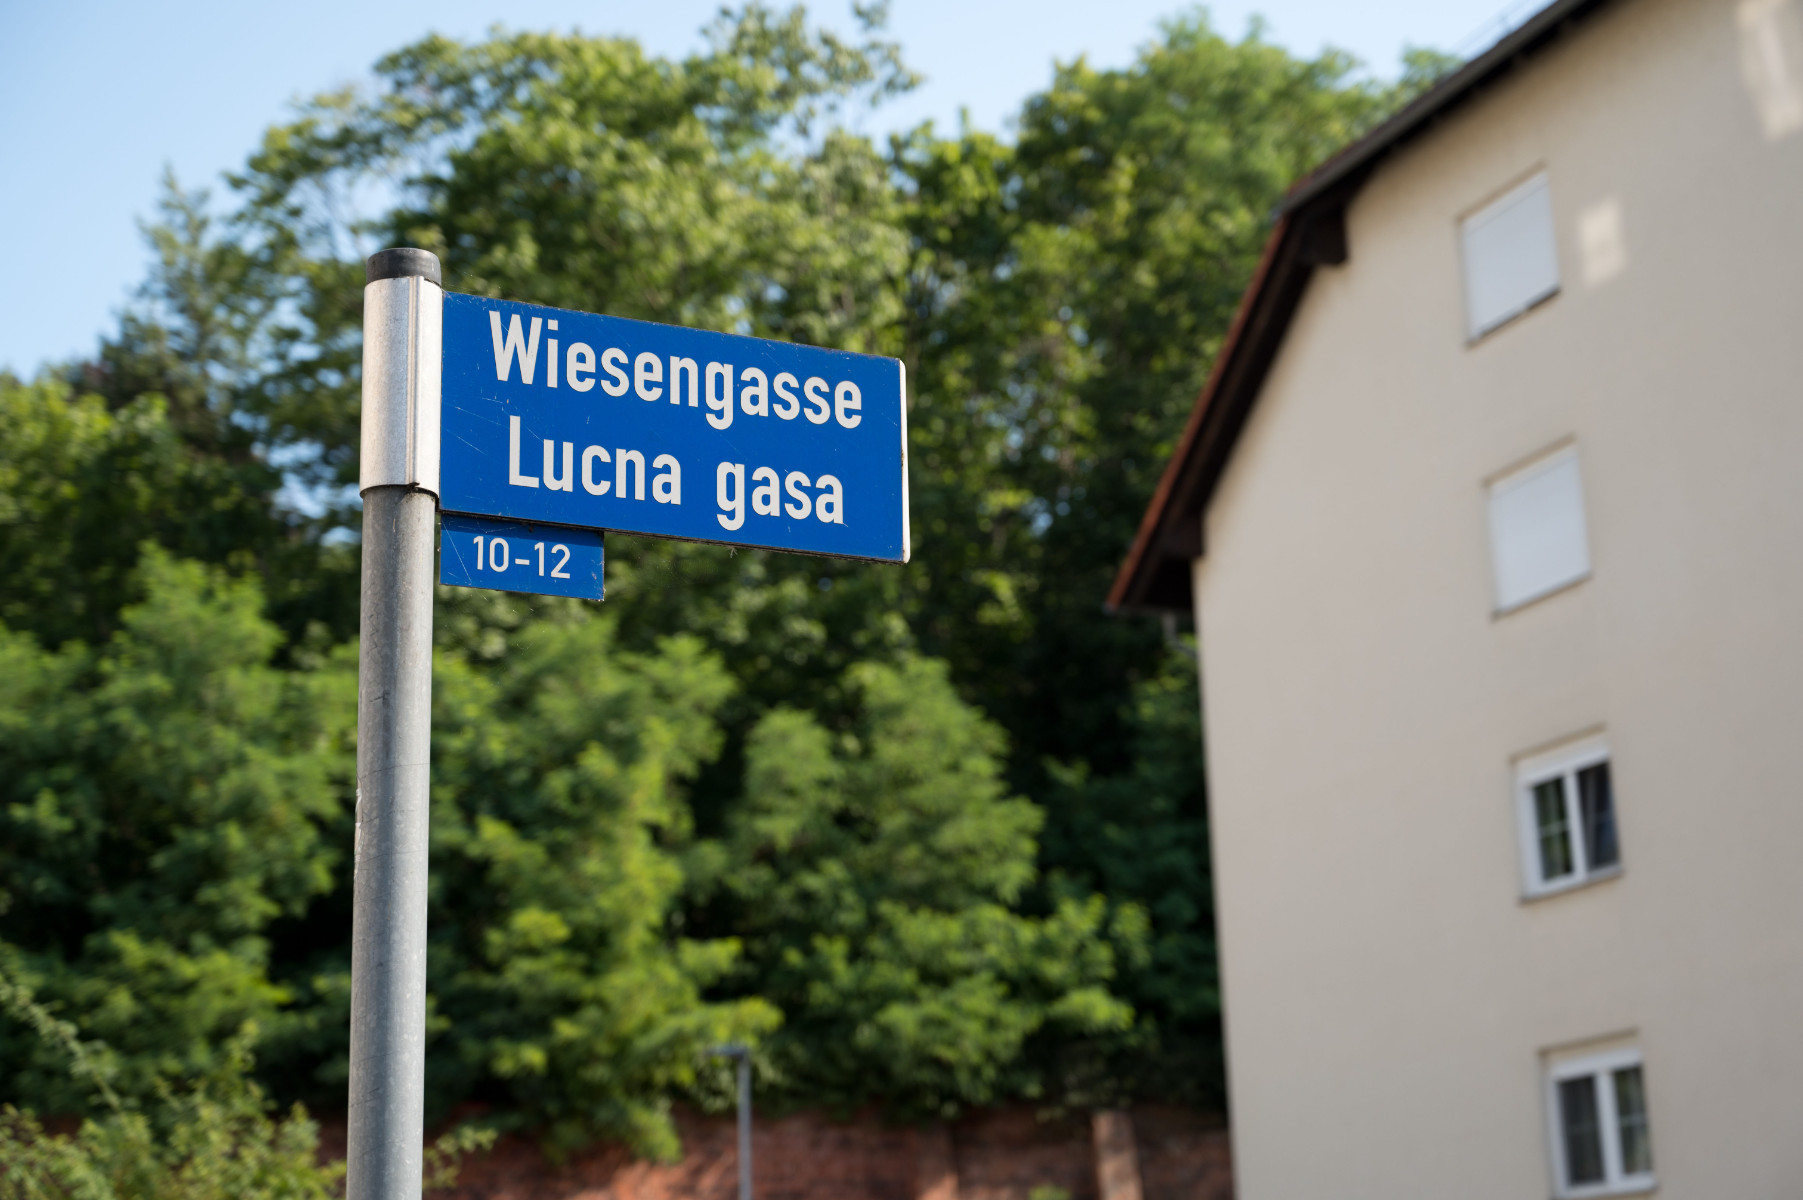 Wiesengasse
Lucna gasa
10-12